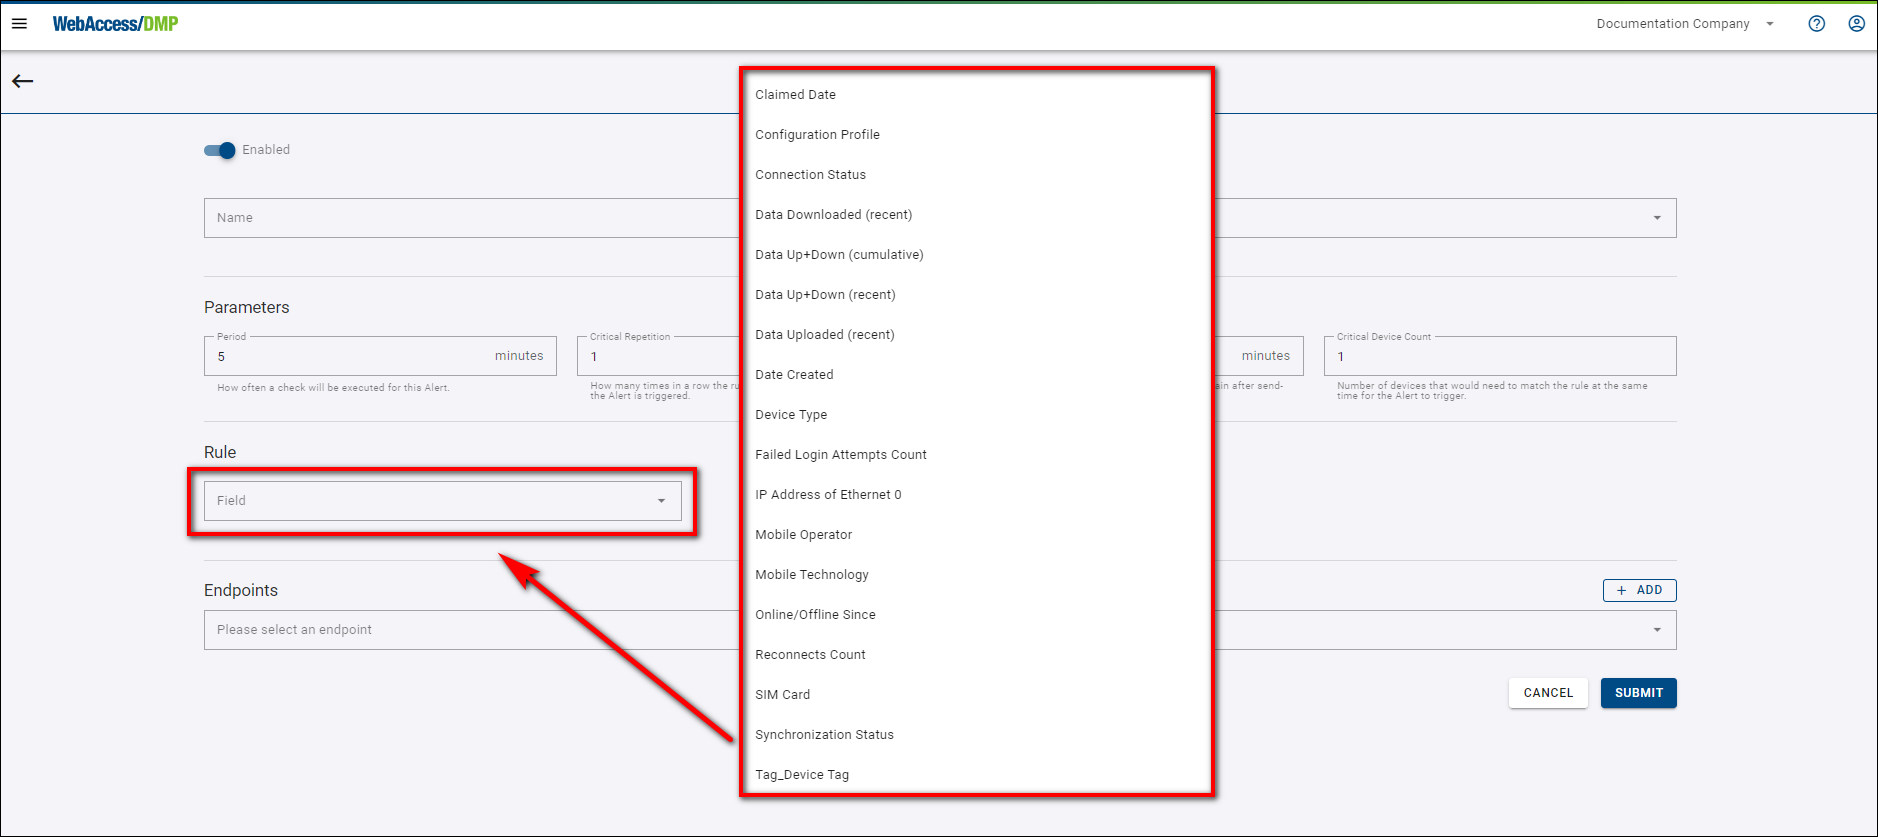 WebAccess/DMP
Documentation Company
Enabled
Name
Parameters
Period
5 minutes
How often a check will be executed for this Alert.
Critical Repetition
1
How many times in a row the ru
the Alert is triggered.
minutes
ain after send-
Critical Device Count
1
Number of devices that would need to match the rule at the same
time for the Alert to trigger.
Rule
Field
Endpoints
+ ADD
Please select an endpoint
CANCEL
SUBMIT
Claimed Date
Configuration Profile
Connection Status
Data Downloaded (recent)
Data Up+Down (cumulative)
Data Up+Down (recent)
Data Uploaded (recent)
Date Created
Device Type
Failed Login Attempts Count
IP Address of Ethernet 0
Mobile Operator
Mobile Technology
Online/Offline Since
Reconnects Count
SIM Card
Synchronization Status
Tag_Device Tag